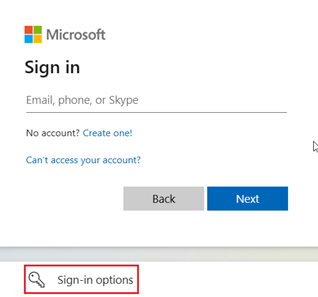 Microsoft
Sign in
Email, phone, or Skype
No account? Create one!
Can't access your account?
Back
Next
Sign-in options